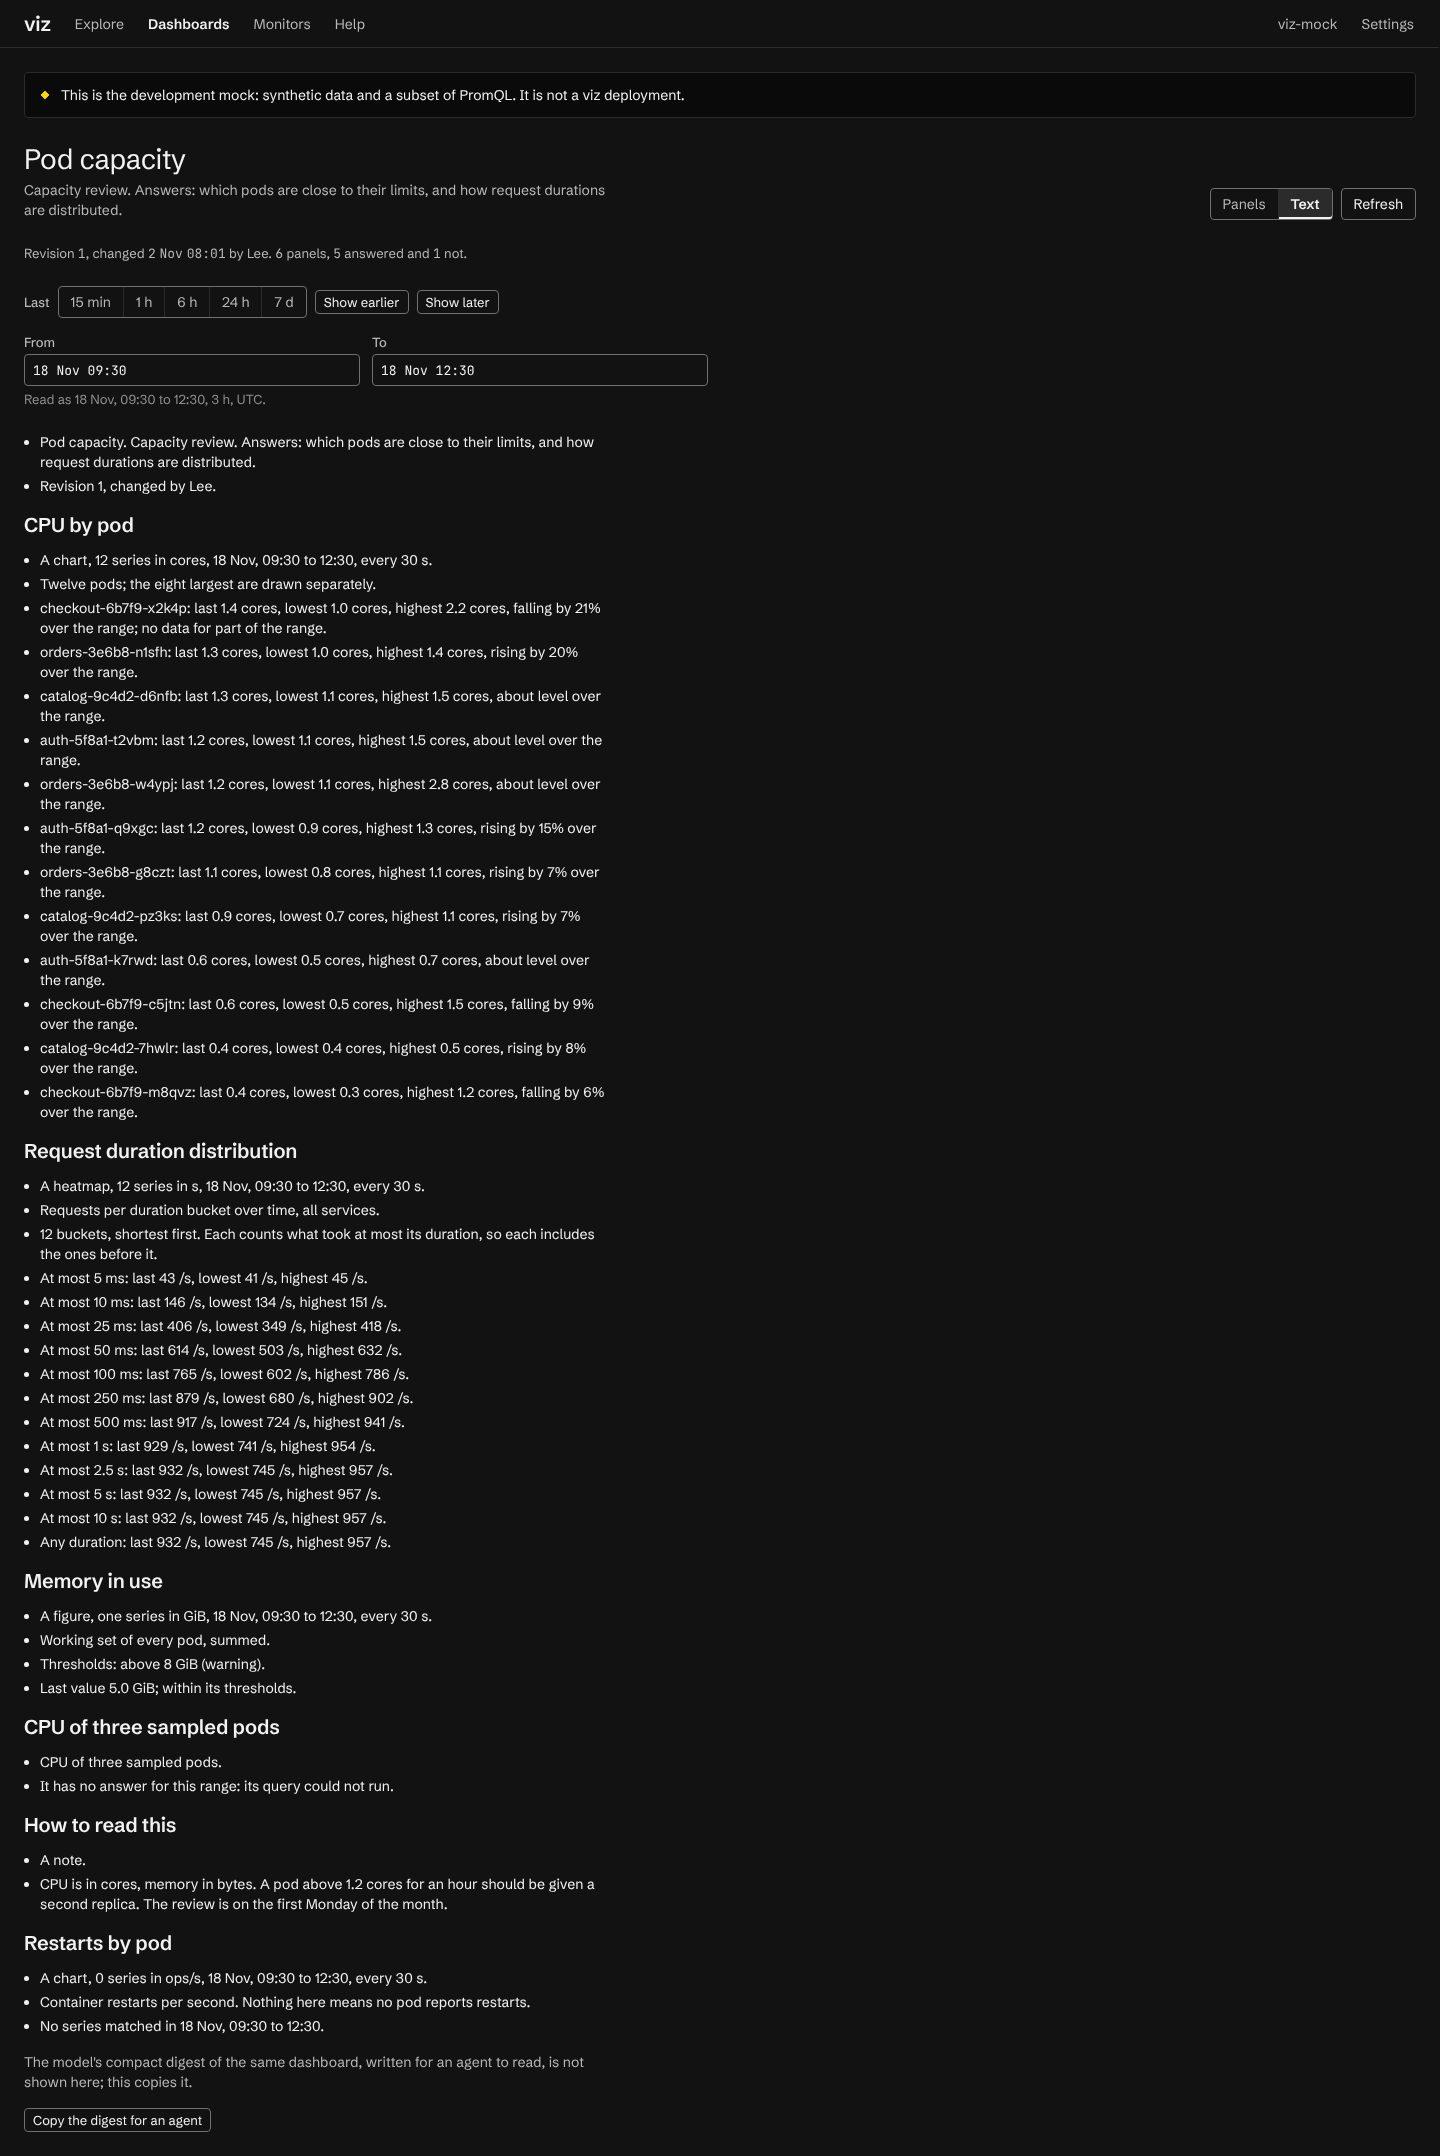 viz Explore Dashboards Monitors Help viz-mock Settings
This is the development mock: synthetic data and a subset of PromQL. It is not a viz deployment.
Pod capacity
Capacity review. Answers: which pods are close to their limits, and how request durations
are distributed.
Panels Text Refresh
Revision 1, changed 2 Nov 08:01 by Lee. 6 panels, 5 answered and 1 not.
Last 15 min 1 h 6 h 24 h 7 d Show earlier Show later
From To
18 Nov 09:30 18 Nov 12:30
Read as 18 Nov, 09:30 to 12:30, 3 h, UTC.
• Pod capacity. Capacity review. Answers: which pods are close to their limits, and how
request durations are distributed.
• Revision 1, changed by Lee.
CPU by pod
• A chart, 12 series in cores, 18 Nov, 09:30 to 12:30, every 30 s.
• Twelve pods; the eight largest are drawn separately.
• checkout-6b7f9-x2k4p: last 1.4 cores, lowest 1.0 cores, highest 2.2 cores, falling by 21%
over the range; no data for part of the range.
• orders-3e6b8-n1sfh: last 1.3 cores, lowest 1.0 cores, highest 1.4 cores, rising by 20%
over the range.
• catalog-9c4d2-d6nfb: last 1.3 cores, lowest 1.1 cores, highest 1.5 cores, about level over
the range.
• auth-5f8a1-t2vbm: last 1.2 cores, lowest 1.1 cores, highest 1.5 cores, about level over the
range.
• orders-3e6b8-w4ypj: last 1.2 cores, lowest 1.1 cores, highest 2.8 cores, about level over
the range.
• auth-5f8a1-q9xgc: last 1.2 cores, lowest 0.9 cores, highest 1.3 cores, rising by 15% over
the range.
• orders-3e6b8-g8czt: last 1.1 cores, lowest 0.8 cores, highest 1.1 cores, rising by 7% over
the range.
• catalog-9c4d2-pz3ks: last 0.9 cores, lowest 0.7 cores, highest 1.1 cores, rising by 7%
over the range.
• auth-5f8a1-k7rwd: last 0.6 cores, lowest 0.5 cores, highest 0.7 cores, about level over
the range.
• checkout-6b7f9-c5jtn: last 0.6 cores, lowest 0.5 cores, highest 1.5 cores, falling by 9%
over the range.
• catalog-9c4d2-7hwlr: last 0.4 cores, lowest 0.4 cores, highest 0.5 cores, rising by 8%
over the range.
• checkout-6b7f9-m8qvz: last 0.4 cores, lowest 0.3 cores, highest 1.2 cores, falling by 6%
over the range.
Request duration distribution
• A heatmap, 12 series in s, 18 Nov, 09:30 to 12:30, every 30 s.
• Requests per duration bucket over time, all services.
• 12 buckets, shortest first. Each counts what took at most its duration, so each includes
the ones before it.
• At most 5 ms: last 43 /s, lowest 41 /s, highest 45 /s.
• At most 10 ms: last 146 /s, lowest 134 /s, highest 151 /s.
• At most 25 ms: last 406 /s, lowest 349 /s, highest 418 /s.
• At most 50 ms: last 614 /s, lowest 503 /s, highest 632 /s.
• At most 100 ms: last 765 /s, lowest 602 /s, highest 786 /s.
• At most 250 ms: last 879 /s, lowest 680 /s, highest 902 /s.
• At most 500 ms: last 917 /s, lowest 724 /s, highest 941 /s.
• At most 1 s: last 929 /s, lowest 741 /s, highest 954 /s.
• At most 2.5 s: last 932 /s, lowest 745 /s, highest 957 /s.
• At most 5 s: last 932 /s, lowest 745 /s, highest 957 /s.
• At most 10 s: last 932 /s, lowest 745 /s, highest 957 /s.
• Any duration: last 932 /s, lowest 745 /s, highest 957 /s.
Memory in use
• A figure, one series in GiB, 18 Nov, 09:30 to 12:30, every 30 s.
• Working set of every pod, summed.
• Thresholds: above 8 GiB (warning).
• Last value 5.0 GiB; within its thresholds.
CPU of three sampled pods
• CPU of three sampled pods.
• It has no answer for this range: its query could not run.
How to read this
• A note.
• CPU is in cores, memory in bytes. A pod above 1.2 cores for an hour should be given a
second replica. The review is on the first Monday of the month.
Restarts by pod
• A chart, 0 series in ops/s, 18 Nov, 09:30 to 12:30, every 30 s.
• Container restarts per second. Nothing here means no pod reports restarts.
• No series matched in 18 Nov, 09:30 to 12:30.
The model's compact digest of the same dashboard, written for an agent to read, is not
shown here; this copies it.
Copy the digest for an agent